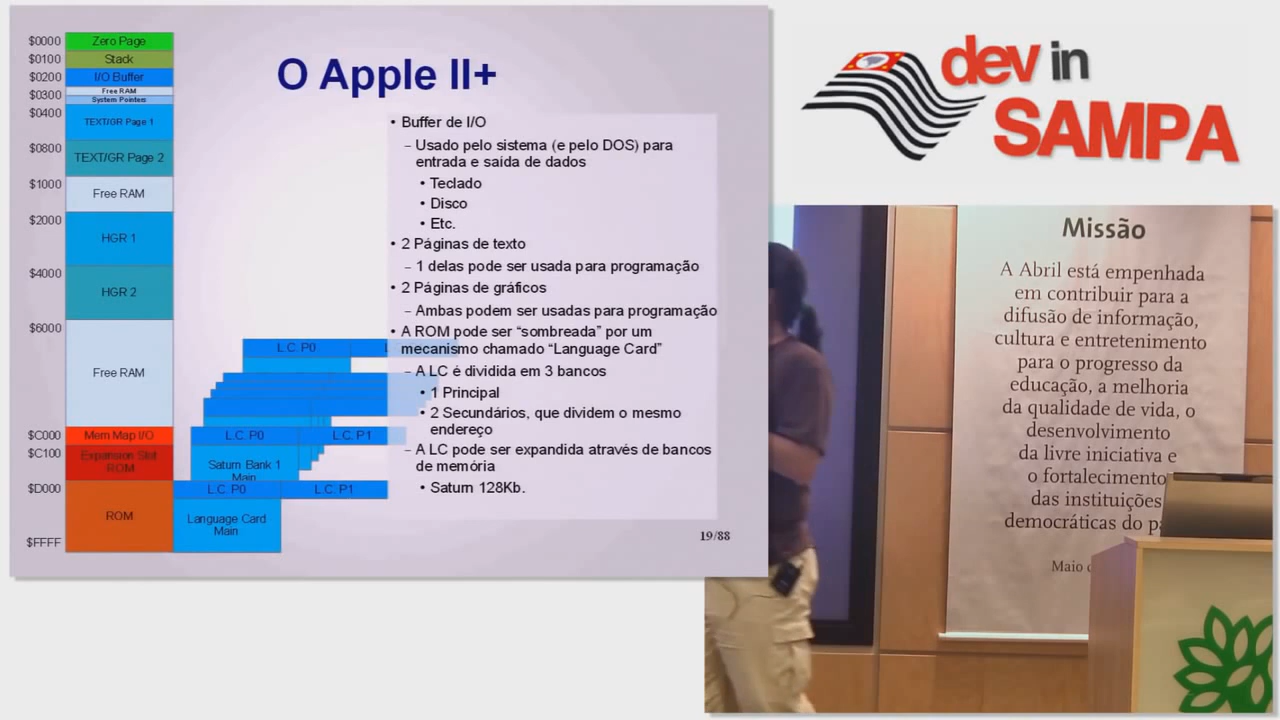 $0000 Zero Page
$0100 Stack
$0200 I/O Buffer
Free RAM
$0300
System Pointers
$0400
TEXT/GR Page 1
$0800
TEXT/GR Page 2
$1000
Free RAM
$2000
HGR 1
$4000
HGR 2
$6000
Free RAM
$C000 Mem Map I/O
$C100 Expansion Slot
ROM
$D000
ROM
$FFFF
L.C. P0
L.C. P0 L.C. P1
Saturn Bank 1
Main
L.C. P0 L.C. P1
Language Card
Main
O Apple II+
• Buffer de I/O
– Usado pelo sistema (e pelo DOS) para
entrada e saída de dados
• Teclado
• Disco
• Etc.
• 2 Páginas de texto
– 1 delas pode ser usada para programação
• 2 Páginas de gráficos
– Ambas podem ser usadas para programação
• A ROM pode ser “sombreada” por um
mecanismo chamado “Language Card”
– A LC é dividida em 3 bancos
• 1 Principal
• 2 Secundários, que dividem o mesmo
endereço
– A LC pode ser expandida através de bancos
de memória
• Saturn 128Kb.
19/88
dev in
SAMPA
Missão
A Abril está empenhada
em contribuir para a
difusão de informação,
cultura e entretenimento
para o progresso da
educação, a melhoria
da qualidade de vida, o
desenvolvimento
da livre iniciativa e
o fortalecimento
das instituições
democráticas do
Maio